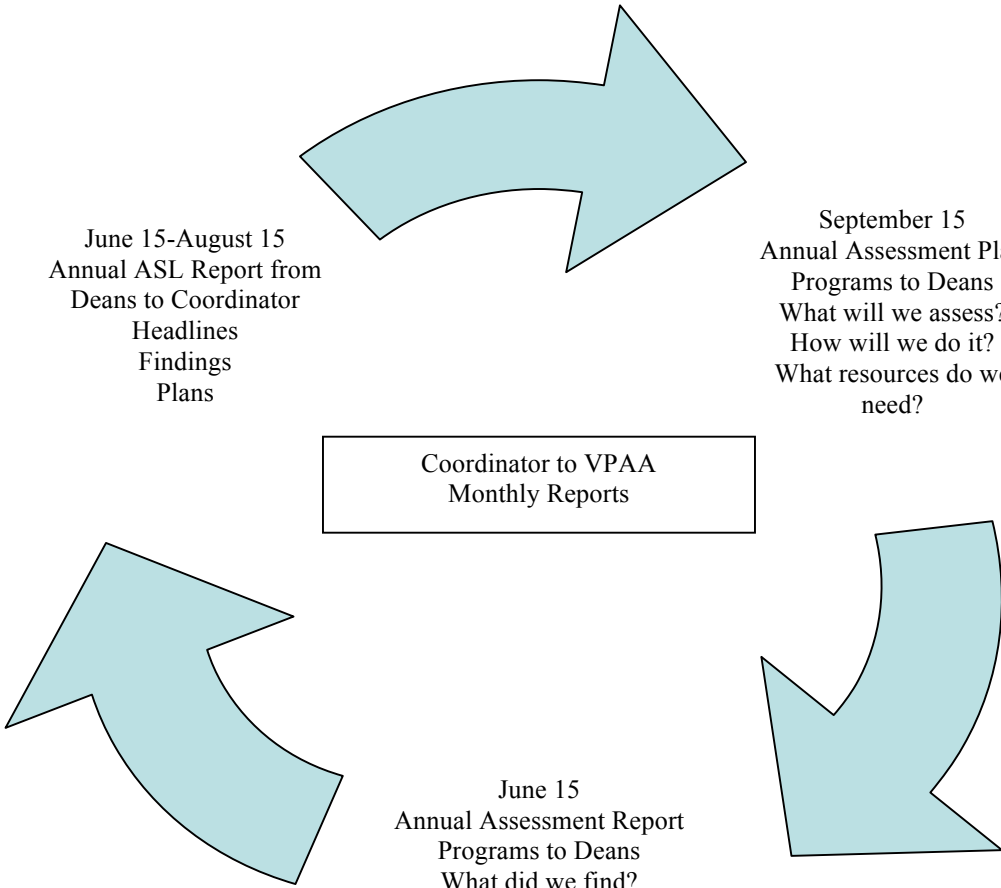 June 15-August 15
Annual ASL Report from
Deans to Coordinator
Headlines
Findings
Plans
September 15
Annual Assessment Pla
Programs to Deans
What will we assess?
How will we do it?
What resources do we
need?
Coordinator to VPAA
Monthly Reports
June 15
Annual Assessment Report
Programs to Deans
What did we find?